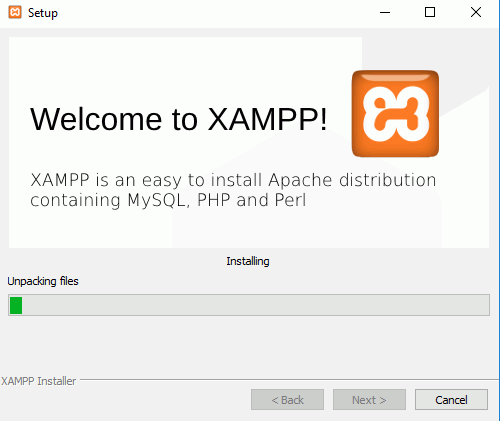 Setup
Welcome to XAMPP!
XAMPP is an easy to install Apache distribution
containing MySQL, PHP and Perl
Installing
Unpacking files
XAMPP Installer
< Back
Next >
Cancel